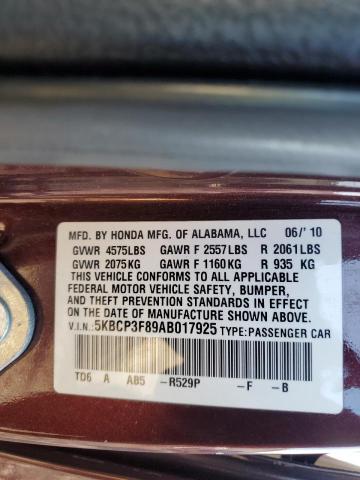 MFD. BY HONDA MFG. OF ALABAMA, LLC 06/'10
GVWR 4575LBS GAWR F 2557LBS R 2061LBS
GVWR 2075KG GAWR F 1160KG R 935 KG
THIS VEHICLE CONFORMS TO ALL APPLICABLE
FEDERAL MOTOR VEHICLE SAFETY, BUMPER,
AND THEFT PREVENTION STANDARDS IN EFFECT
ON THE DATE OF MANUFACTURE SHOWN ABOVE.
V.I.N.: 5KBCP3F89AB017925 TYPE: PASSENGER CAR
TD6 A AB5 -R529P -F -B